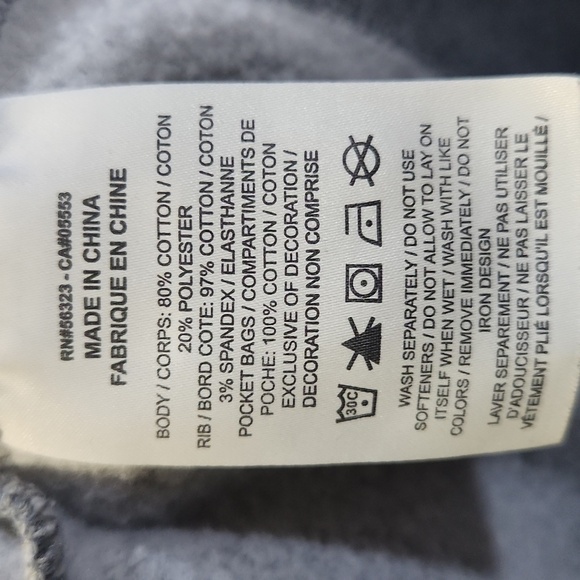 RN#56323 - CA#05553
MADE IN CHINA
FABRIQUE EN CHINE
BODY / CORPS: 80% COTTON / COTON
20% POLYESTER
RIB / BORD COTE: 97% COTTON / COTON
3% SPANDEX / ELASTHANNE
POCKET BAGS / COMPARTIMENTS DE
POCHE: 100% COTTON / COTON
EXCLUSIVE OF DECORATION /
DECORATION NON COMPRISE
30C
WASH SEPARATELY / DO NOT USE
SOFTENERS / DO NOT ALLOW TO LAY ON
ITSELF WHEN WET / WASH WITH LIKE
COLORS / REMOVE IMMEDIATELY / DO NOT
IRON DESIGN
LAVER SEPAREMENT / NE PAS UTILISER
D'ADOUCISSEUR / NE PAS LAISSER LE
VÊTEMENT PLIÉ LORSQU'IL EST MOUILLÉ /